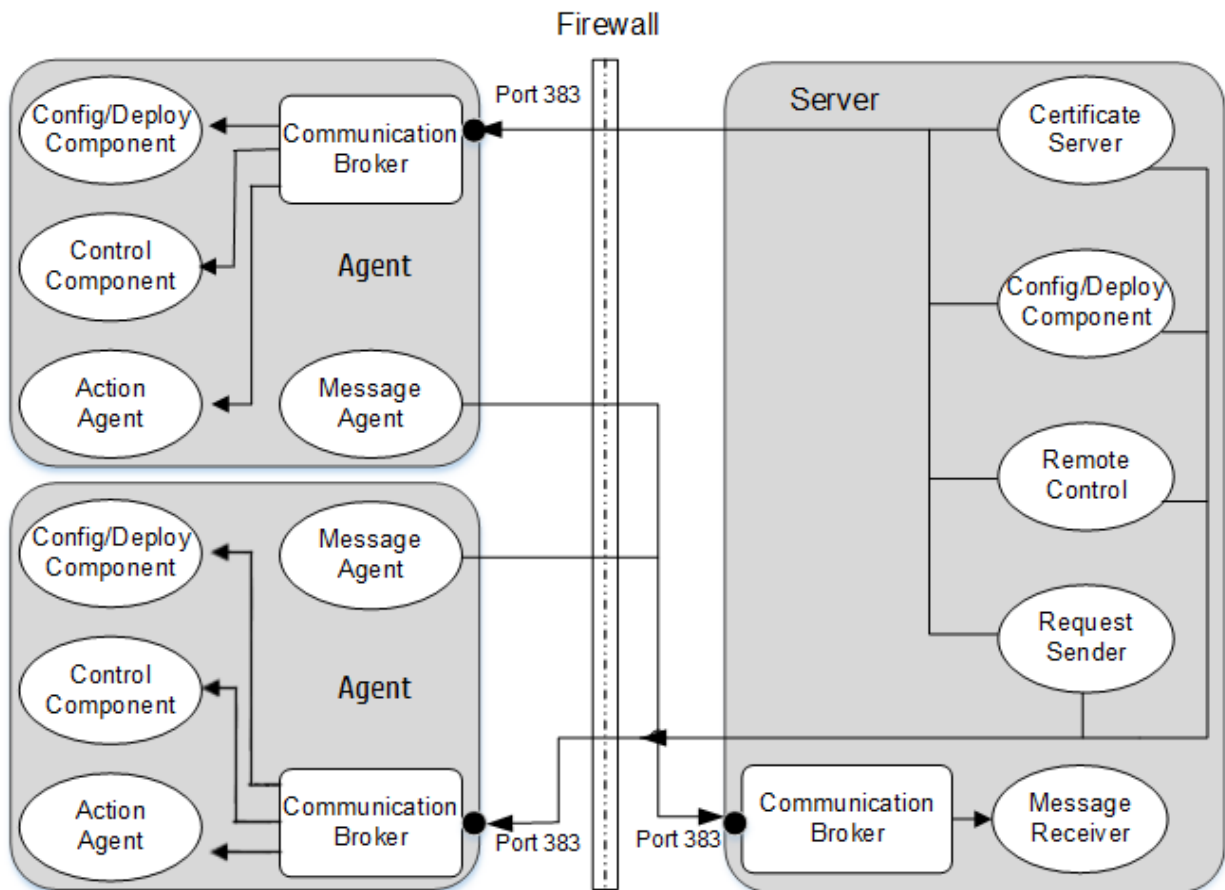 Firewall
Port 383
Config/Deploy
Component
Communication
Broker
Control
Component
Agent
Action
Agent
Message
Agent
Server
Certificate
Server
Config/Deploy
Component
Remote
Control
Request
Sender
Config/Deploy
Component
Message
Agent
Control
Component
Agent
Action
Agent
Communication
Broker
Port 383
Port 383
Communication
Broker
Message
Receiver